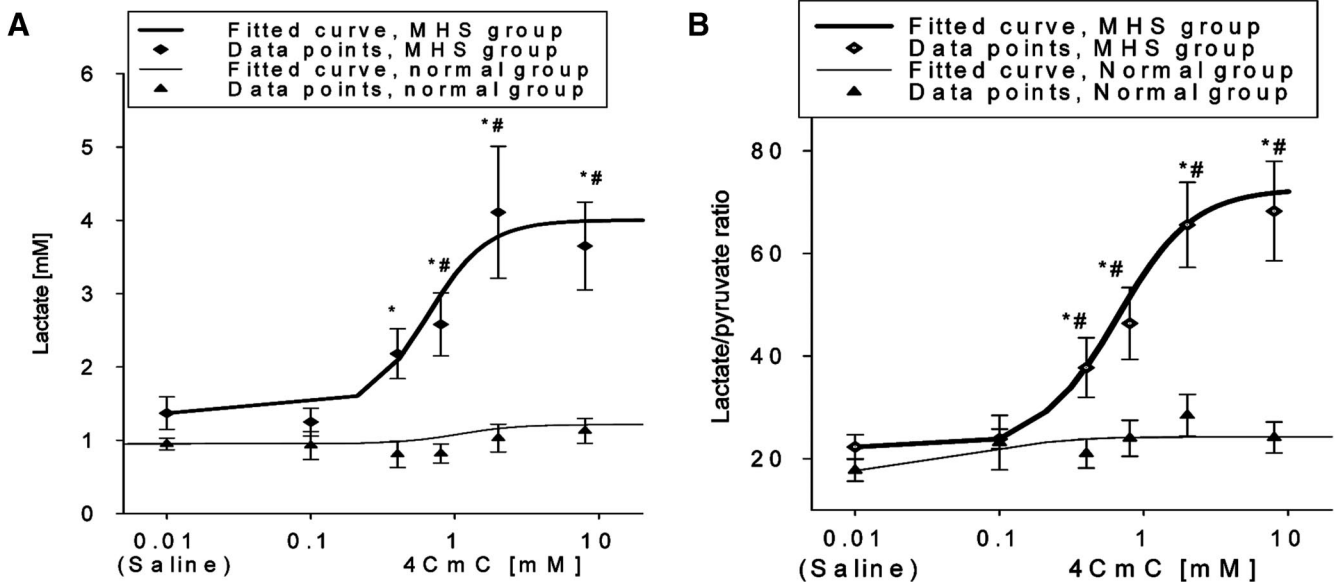 A
Fitted curve, MHS group
Data points, MHS group
Fitted curve, normal group
Data points, normal group
Lactate [mM]
6
5
4
3
2
1
0
*
*#
*#
*#
0.01
0.1
1
10
(Saline)
4CmC [mM]
B
Fitted curve, MHS group
Data points, MHS group
Fitted curve, Normal group
Data points, Normal group
Lactate/pyruvate ratio
80
60
40
20
*#
*#
*#
*#
0.01
0.1
1
10
(Saline)
4CmC [mM]